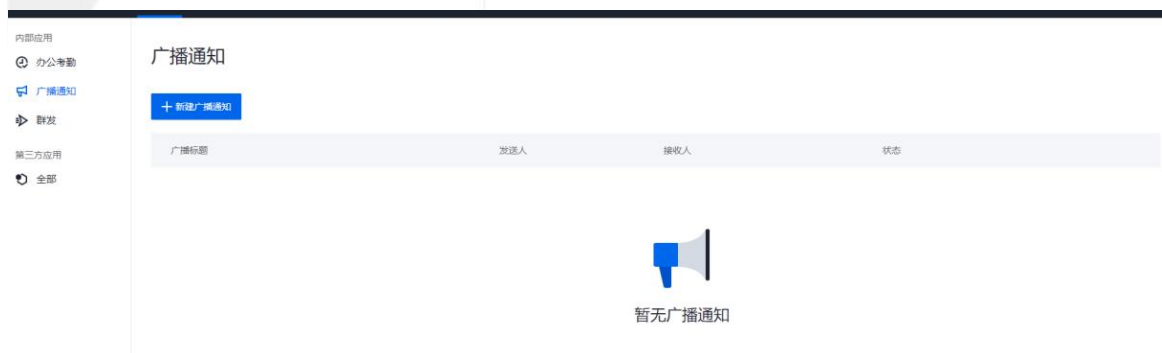 内部应用
办公考勤
广播通知
群发
第三方应用
全部
广播通知
新建广播通知
广播标题 发送人 接收人 状态
暂无广播通知